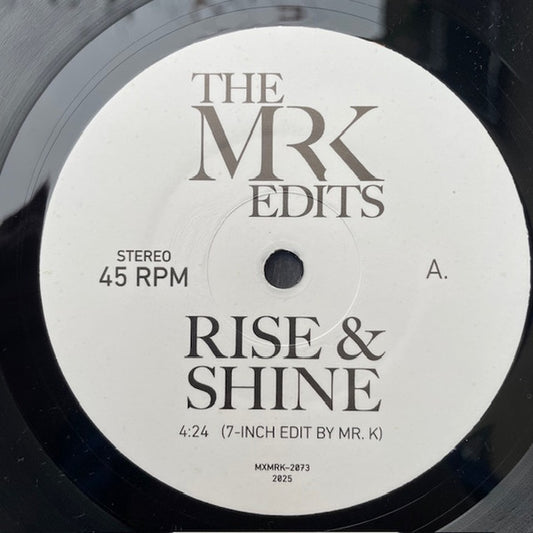 THE
MRK
EDITS
STEREO
45 RPM
A.
RISE &
SHINE
4:24 (7-INCH EDIT BY MR. K)
MXMRK-2073
2025